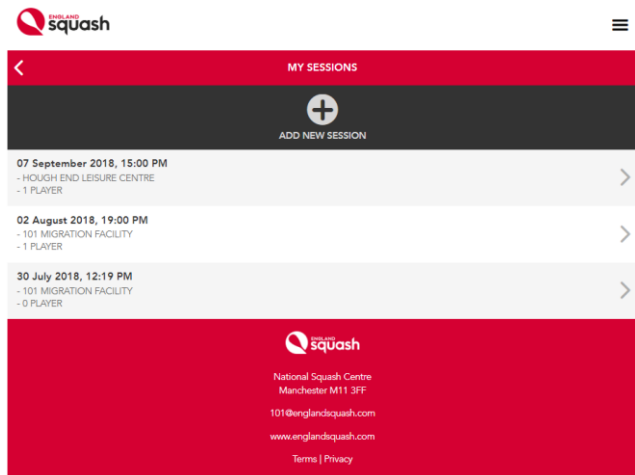 ENGLAND
squash
MY SESSIONS
ADD NEW SESSION
07 September 2018, 15:00 PM
- HOUGH END LEISURE CENTRE
- 1 PLAYER
02 August 2018, 19:00 PM
- 101 MIGRATION FACILITY
- 1 PLAYER
30 July 2018, 12:19 PM
- 101 MIGRATION FACILITY
- 0 PLAYER
ENGLAND
squash
National Squash Centre
Manchester M11 3FF
101@englandsquash.com
www.englandsquash.com
Terms | Privacy